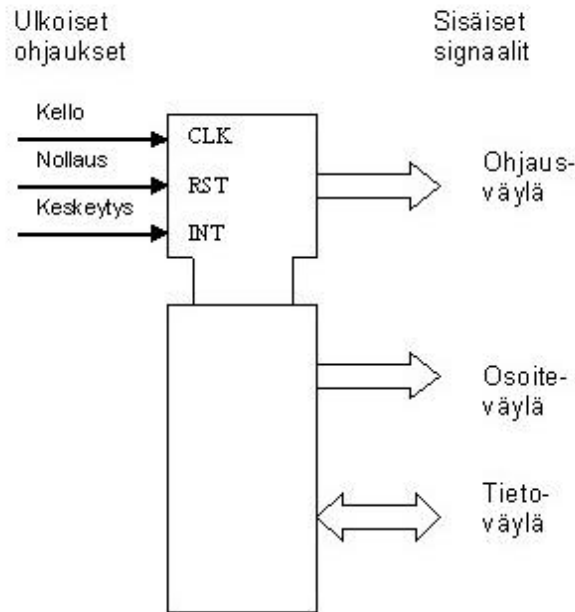 Ulkoiset
ohjaukset
Sisäiset
signaalit
Kello
CLK
Nollaus
RST
Keskeytys
INT
Ohjaus-
väylä
Osoite-
väylä
Tieto-
väylä